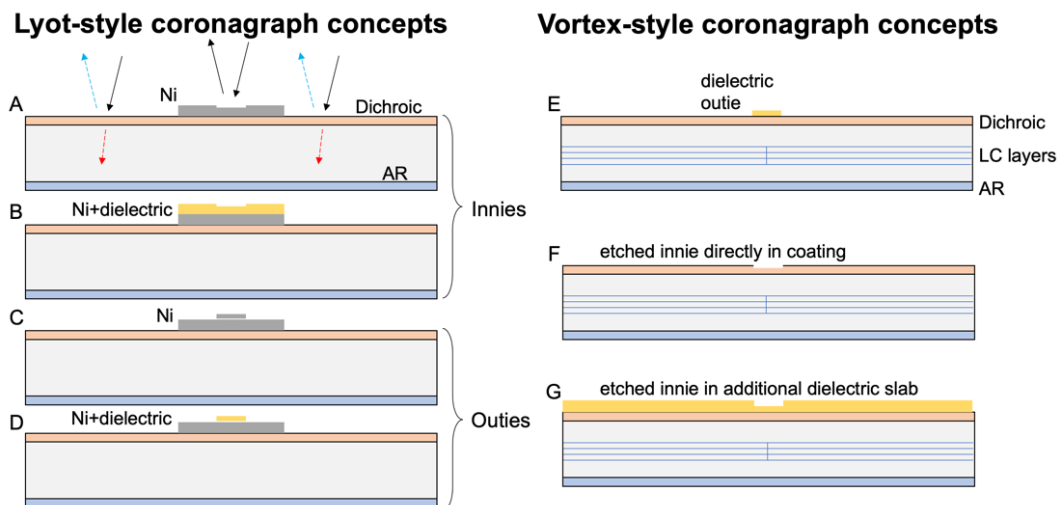 Lyot-style coronagraph concepts
A
Ni
Dichroic
AR
B
Ni+dielectric
Innies
C
Ni
D
Ni+dielectric
Outies
Vortex-style coronagraph concepts
E
dielectric
outie
Dichroic
LC layers
AR
F
etched innie directly in coating
G
etched innie in additional dielectric slab